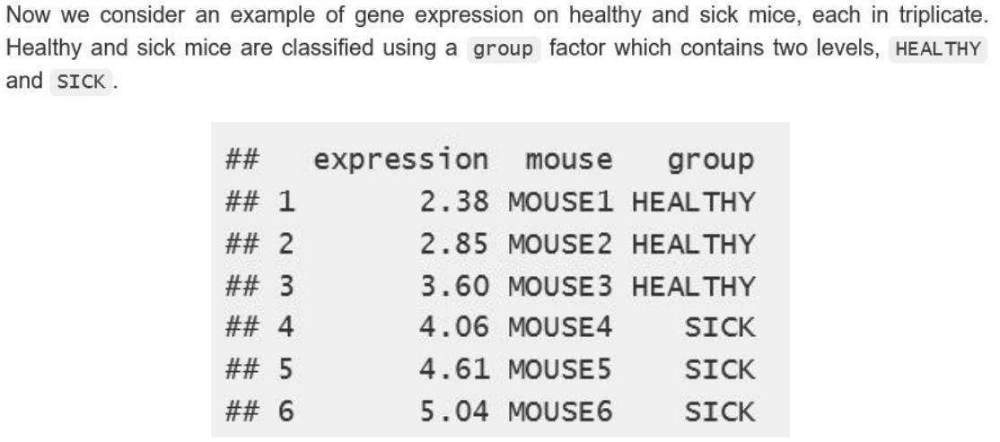 Now we consider an example of gene expression on healthy and sick mice, each in triplicate.
Healthy and sick mice are classified using a group factor which contains two levels, HEALTHY
and SICK .
##   expression  mouse   group
## 1       2.38 MOUSE1 HEALTHY
## 2       2.85 MOUSE2 HEALTHY
## 3       3.60 MOUSE3 HEALTHY
## 4       4.06 MOUSE4    SICK
## 5       4.61 MOUSE5    SICK
## 6       5.04 MOUSE6    SICK